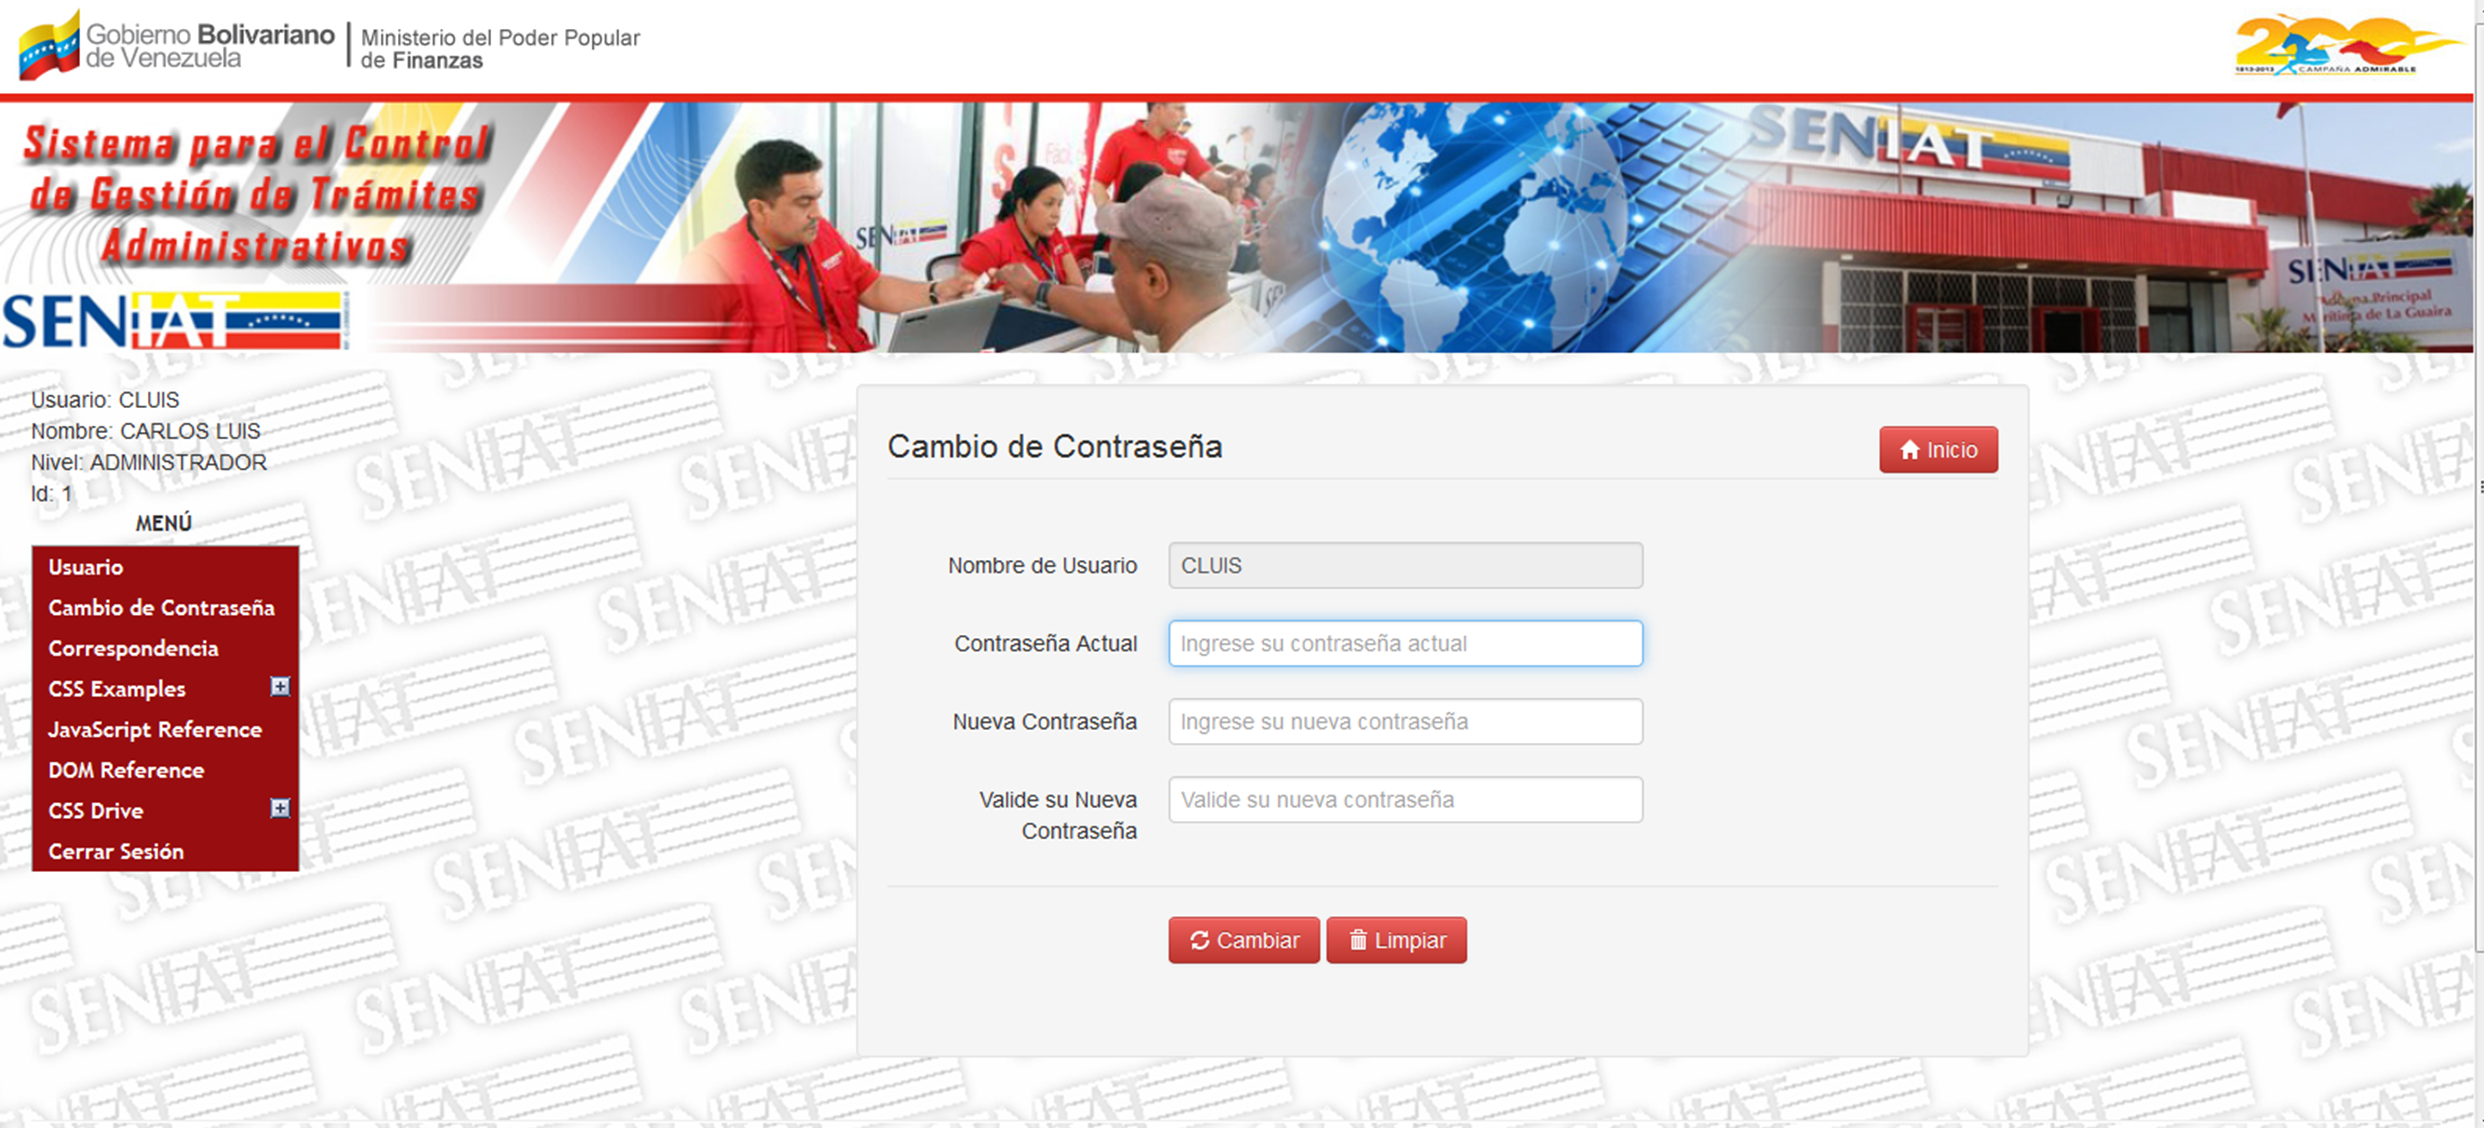 Gobierno Bolivariano
de Venezuela
Ministerio del Poder Popular
de Finanzas
200
1813-2013 CAMPAÑA ADMIRABLE
Sistema para el Control
de Gestión de Trámites
Administrativos
SENIAT
SENIAT
SENIAT
SENIAT
Aduana Principal
Marítima de La Guaira
Usuario: CLUIS
Nombre: CARLOS LUIS
Nivel: ADMINISTRADOR
Id: 1
MENÚ
Usuario
Cambio de Contraseña
Correspondencia
CSS Examples
JavaScript Reference
DOM Reference
CSS Drive
Cerrar Sesión
Cambio de Contraseña
Inicio
Nombre de Usuario
CLUIS
Contraseña Actual
Ingrese su contraseña actual
Nueva Contraseña
Ingrese su nueva contraseña
Valide su Nueva
Contraseña
Valide su nueva contraseña
Cambiar
Limpiar